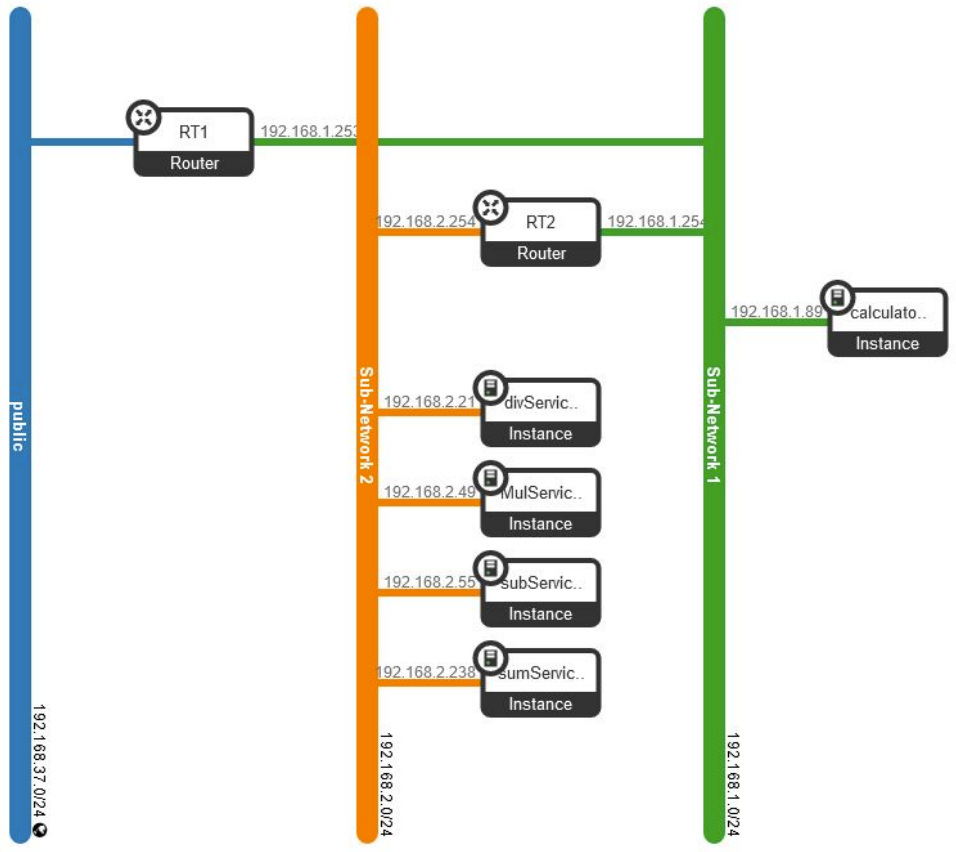 RT1
Router
192.168.1.253
192.168.2.254
RT2
Router
192.168.1.254
192.168.1.89
calculato..
Instance
192.168.2.21
divServic..
Instance
192.168.2.49
MulServic..
Instance
192.168.2.55
subServic..
Instance
192.168.2.238
sumServic..
Instance
public
Sub-Network 2
Sub-Network 1
192.168.37.0/24
192.168.2.0/24
192.168.1.0/24